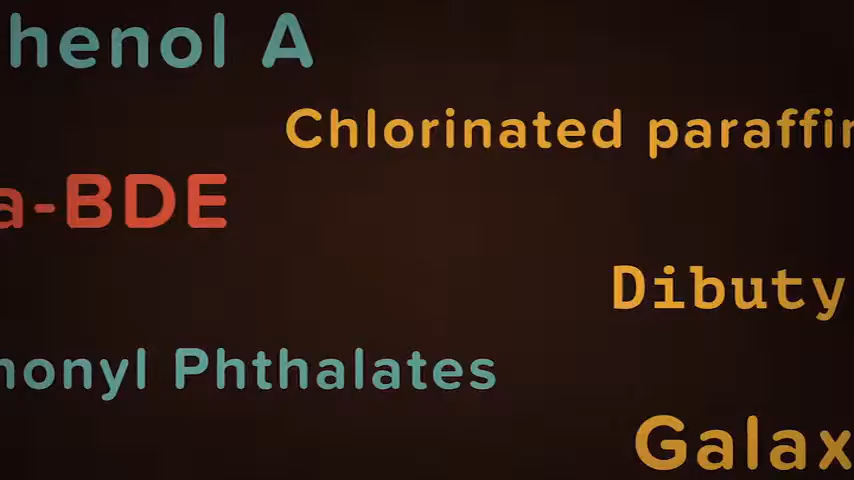 henol A
Chlorinated paraffin
a-BDE
Dibuty
nonyl Phthalates
Galax